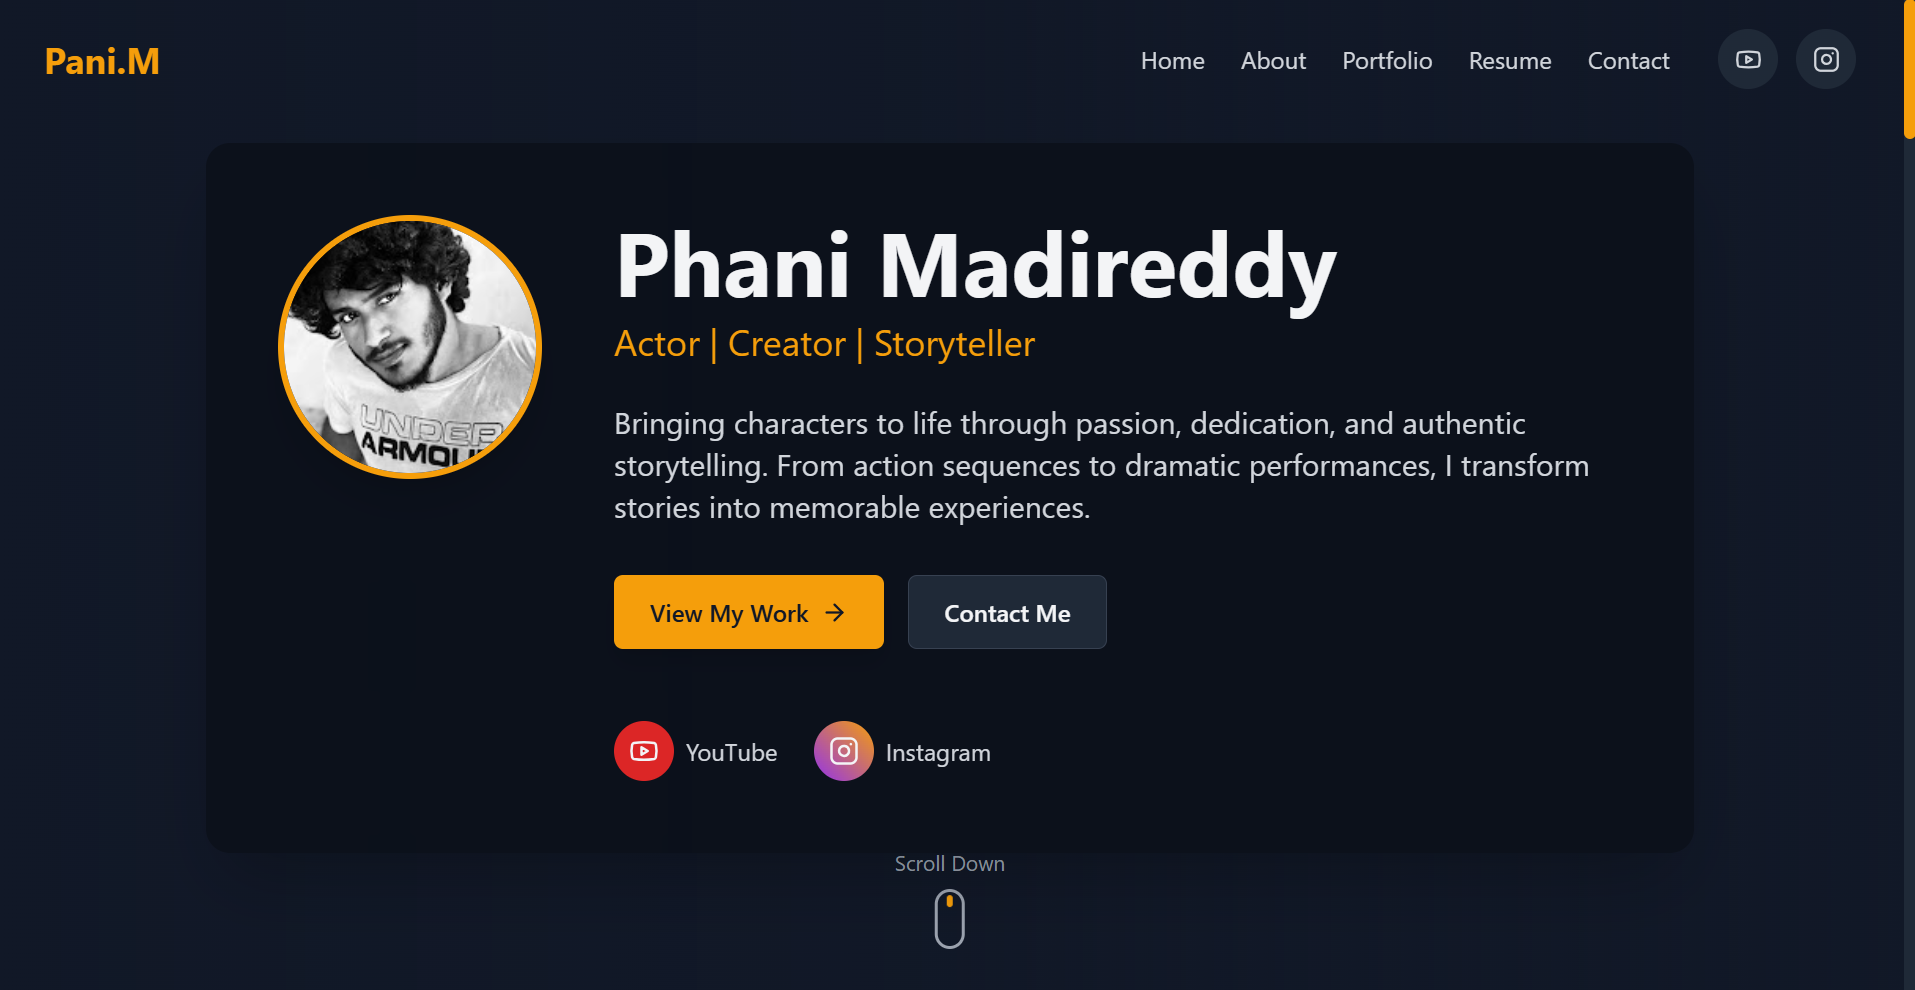 Pani.M
Home About Portfolio Resume Contact
UNDER
ARMOU
Phani Madireddy
Actor | Creator | Storyteller
Bringing characters to life through passion, dedication, and authentic
storytelling. From action sequences to dramatic performances, I transform
stories into memorable experiences.
View My Work → Contact Me
YouTube Instagram
Scroll Down